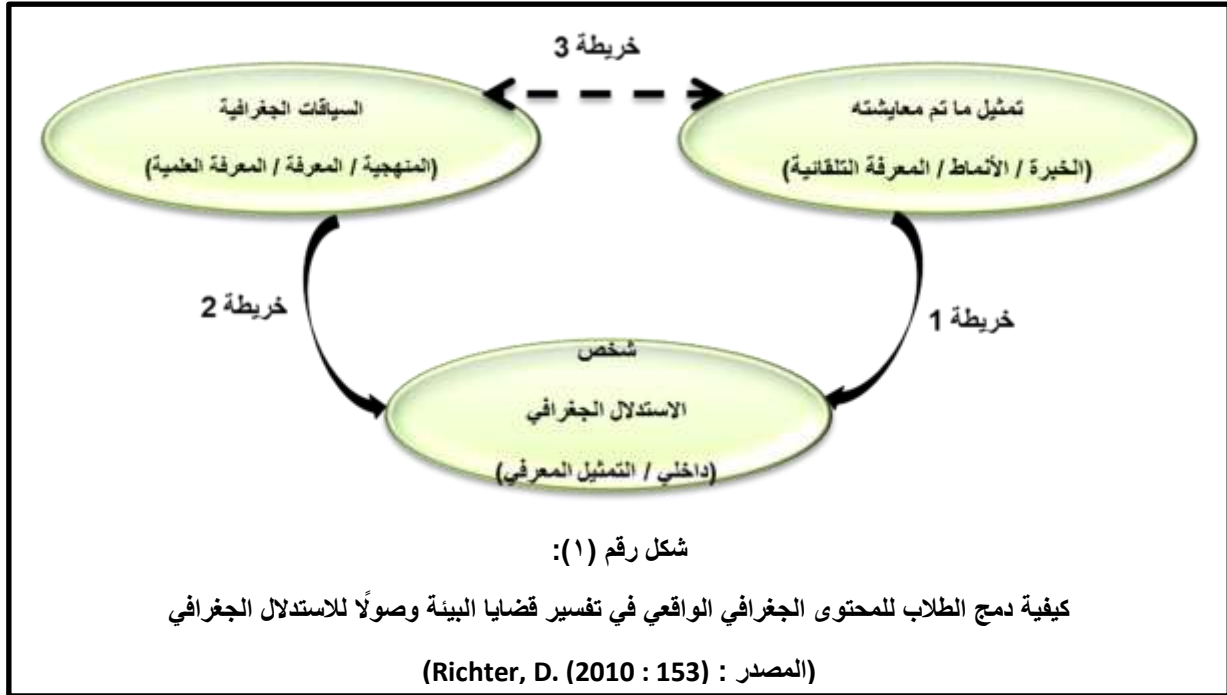 خريطة 3
تمثيل ما تم معايشته
(الخبرة / الأنماط / المعرفة التلقائية)
السياقات الجغرافية
(المنهجية / المعرفة / المعرفة العلمية)
خريطة 1
خريطة 2
شخص
الاستدلال الجغرافي
(داخلي / التمثيل المعرفي)
شكل رقم (١):
كيفية دمج الطلاب للمحتوى الجغرافي الواقعي في تفسير قضايا البيئة وصولًا للاستدلال الجغرافي
(المصدر : Richter, D. (2010 : 153)